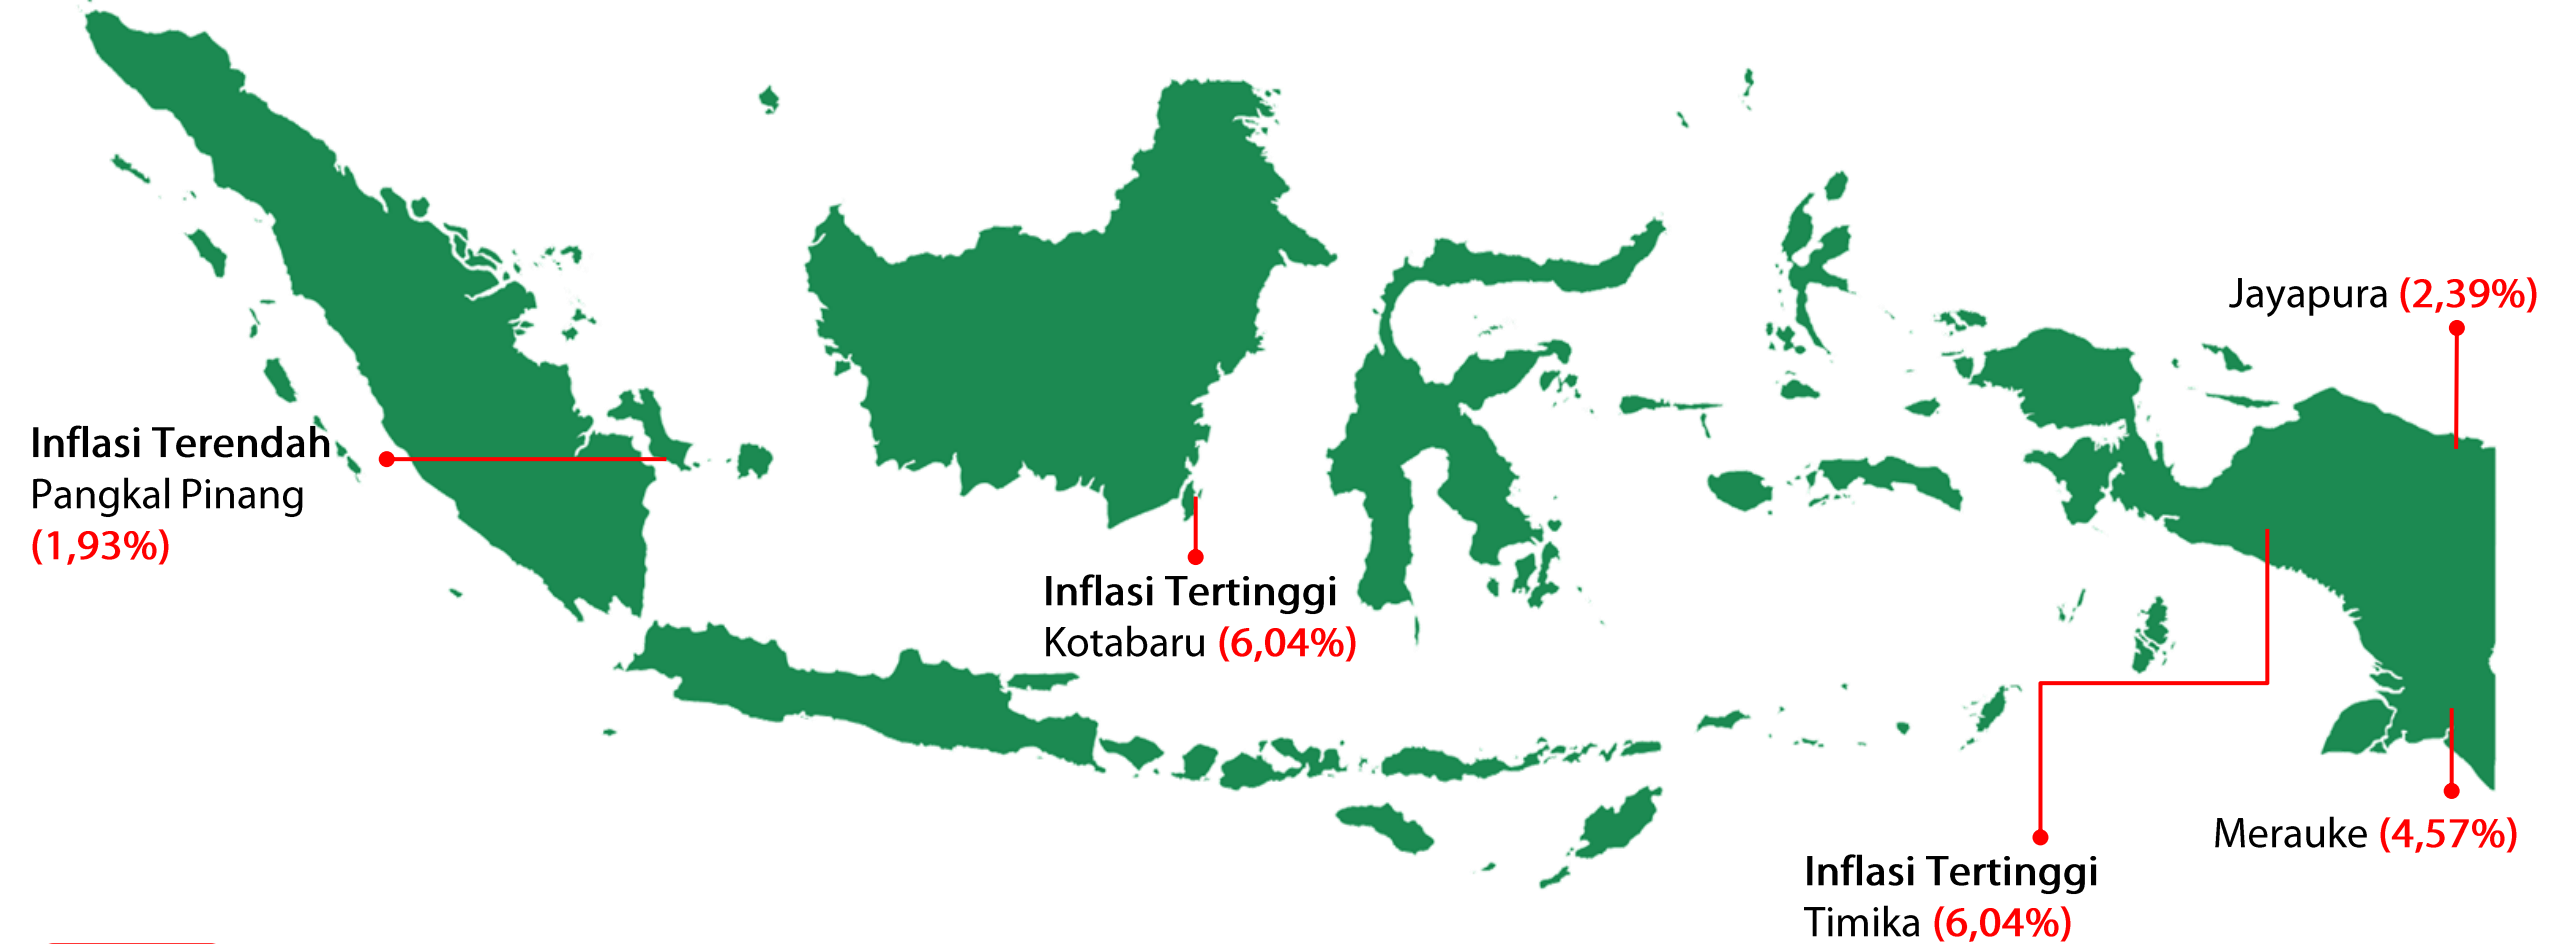 Jayapura (2,39%)
Inflasi Terendah
Pangkal Pinang
(1,93%)
Inflasi Tertinggi
Kotabaru (6,04%)
Merauke (4,57%)
Inflasi Tertinggi
Timika (6,04%)